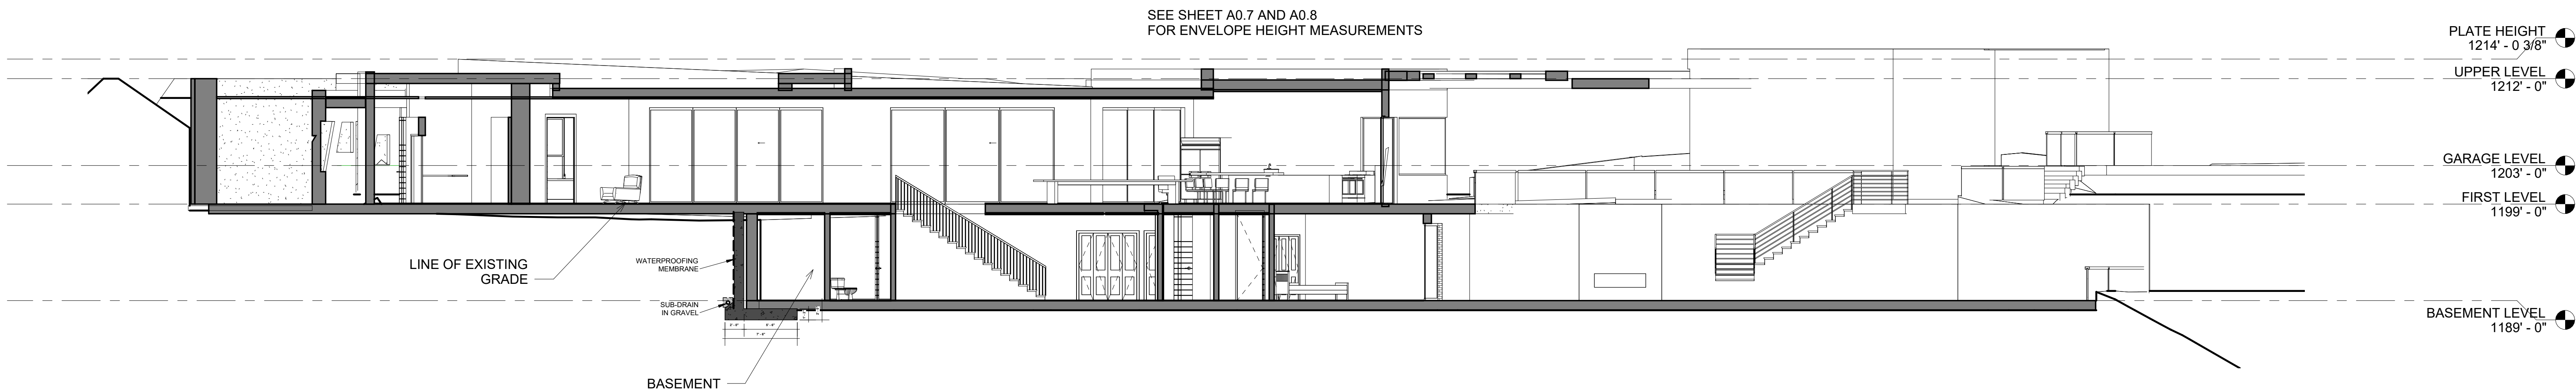 SEE SHEET A0.7 AND A0.8
FOR ENVELOPE HEIGHT MEASUREMENTS
PLATE HEIGHT
1214' - 0 3/8"
UPPER LEVEL
1212' - 0"
GARAGE LEVEL
1203' - 0"
FIRST LEVEL
1199' - 0"
LINE OF EXISTING
GRADE
WATERPROOFING
MEMBRANE
SUB-DRAIN
IN GRAVEL
BASEMENT LEVEL
1189' - 0"
BASEMENT